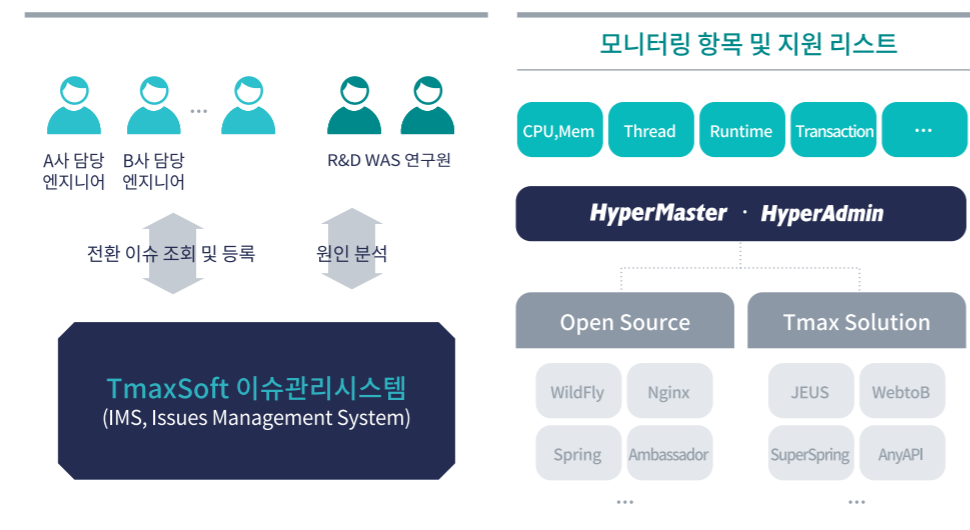 …
A사 담당
엔지니어
B사 담당
엔지니어
R&D WAS 연구원
전환 이슈 조회 및 등록
원인 분석
TmaxSoft 이슈관리시스템
(IMS, Issues Management System)
모니터링 항목 및 지원 리스트
CPU,Mem
Thread
Runtime
Transaction
…
HyperMaster · HyperAdmin
Open Source
WildFly
Nginx
Spring
Ambassador
…
Tmax Solution
JEUS
WebtoB
SuperSpring
AnyAPI
…